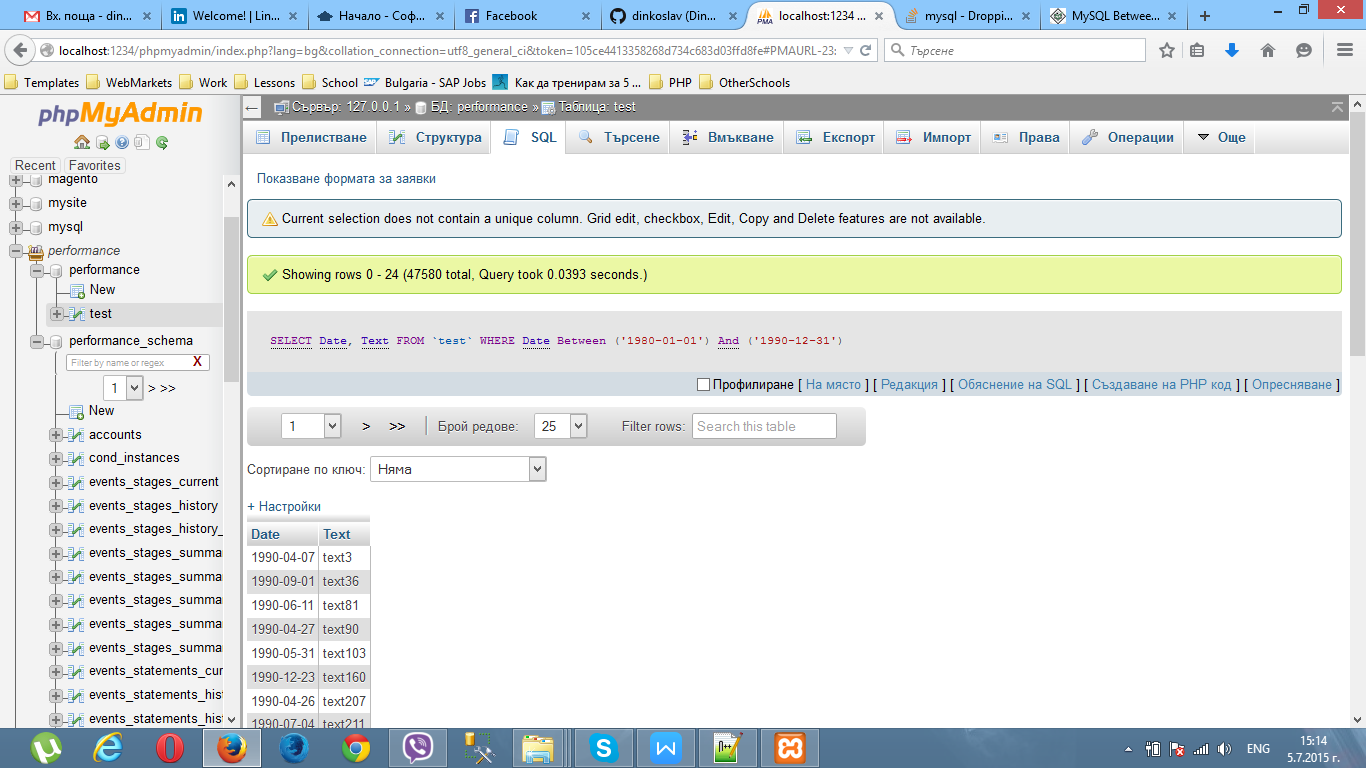 Вх. поща - din...
Welcome! | Lin...
Начало - Соф...
Facebook
dinkoslav (Din...
localhost:1234 ...
mysql - Droppi...
MySQL Betwee...
localhost:1234/phpmyadmin/index.php?lang=bg&collation_connection=utf8_general_ci&token=105ce4413358268d734c683d03ffd8fe#PMAURL-23:
Търсене
Templates
WebMarkets
Work
Lessons
School
Bulgaria - SAP Jobs
Как да тренирам за 5 ...
PHP
OtherSchools
phpMyAdmin
Recent
Favorites
magento
mysite
mysql
performance
performance
New
test
performance_schema
Filter by name or regex
X
1
> >>
New
accounts
cond_instances
events_stages_current
events_stages_history
events_stages_history_
events_stages_summa
events_stages_summa
events_stages_summa
events_stages_summa
events_stages_summa
events_statements_cur
events_statements_hist
events_statements_hist
Сървър: 127.0.0.1 » БД: performance » Таблица: test
Прелистване
Структура
SQL
Търсене
Вмъкване
Експорт
Импорт
Права
Операции
Още
Показване формата за заявки
Current selection does not contain a unique column. Grid edit, checkbox, Edit, Copy and Delete features are not available.
Showing rows 0 - 24 (47580 total, Query took 0.0393 seconds.)
SELECT Date, Text FROM `test` WHERE Date Between ('1980-01-01') And ('1990-12-31')
Профилиране [ На място ] [ Редакция ] [ Обяснение на SQL ] [ Създаване на PHP код ] [ Опресняване ]
1
> >>
Брой редове: 25
Filter rows: Search this table
Сортиране по ключ: Няма
+ Настройки
Date Text
1990-04-07 text3
1990-09-01 text36
1990-06-11 text81
1990-04-27 text90
1990-05-31 text103
1990-12-23 text160
1990-04-26 text207
1990-07-04 text211
ENG
15:14
5.7.2015 г.